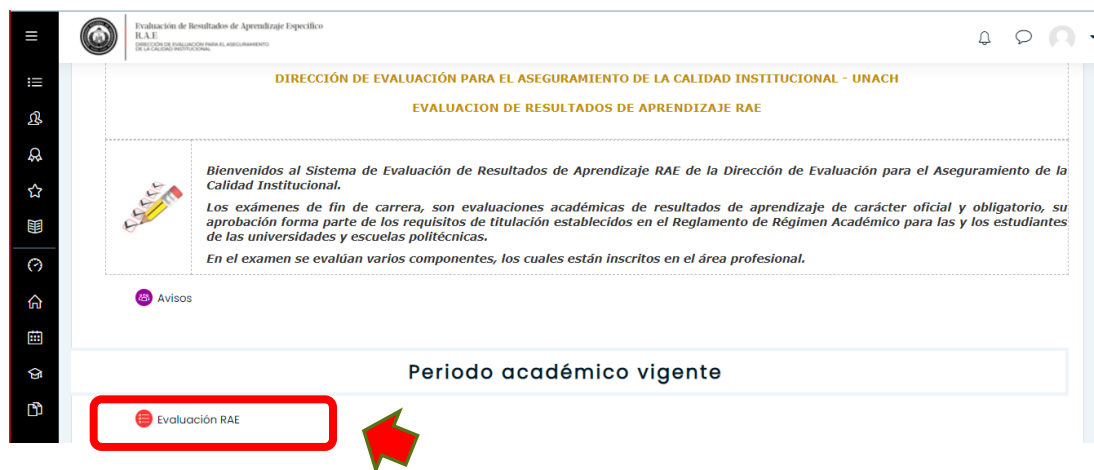 Evaluación de Resultados de Aprendizaje Específico
R.A.E
DIRECCIÓN DE EVALUACIÓN PARA EL ASEGURAMIENTO
DE LA CALIDAD INSTITUCIONAL
DIRECCIÓN DE EVALUACIÓN PARA EL ASEGURAMIENTO DE LA CALIDAD INSTITUCIONAL - UNACH
EVALUACION DE RESULTADOS DE APRENDIZAJE RAE
Bienvenidos al Sistema de Evaluación de Resultados de Aprendizaje RAE de la Dirección de Evaluación para el Aseguramiento de la
Calidad Institucional.
Los exámenes de fin de carrera, son evaluaciones académicas de resultados de aprendizaje de carácter oficial y obligatorio, su
aprobación forma parte de los requisitos de titulación establecidos en el Reglamento de Régimen Académico para las y los estudiantes
de las universidades y escuelas politécnicas.
En el examen se evalúan varios componentes, los cuales están inscritos en el área profesional.
Avisos
Periodo académico vigente
Evaluación RAE